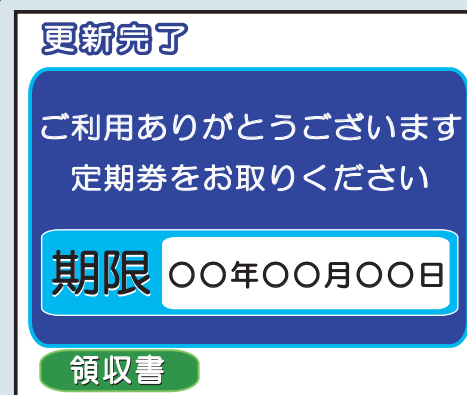 更新完了
ご利用ありがとうございます
定期券をお取りください
期限 〇〇年〇〇月〇〇日
領収書